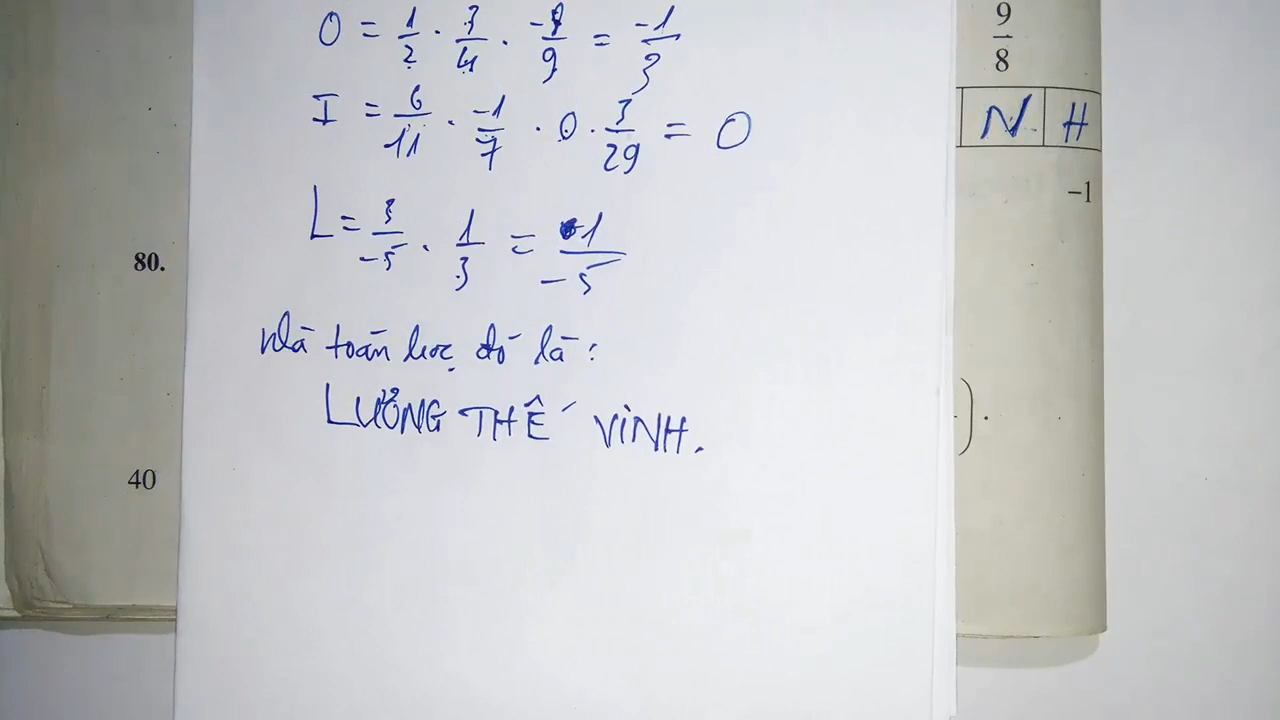 O = 1/2 · 3/4 · -8/9 = -1/3
9/8
I = 6/11 · -1/7 · 0 · 3/29 = 0
N H
-1
L = 3/-5 · 1/3 = 1/-5
80.
nhà toán học đó là:
LƯƠNG THẾ VINH.
).
40